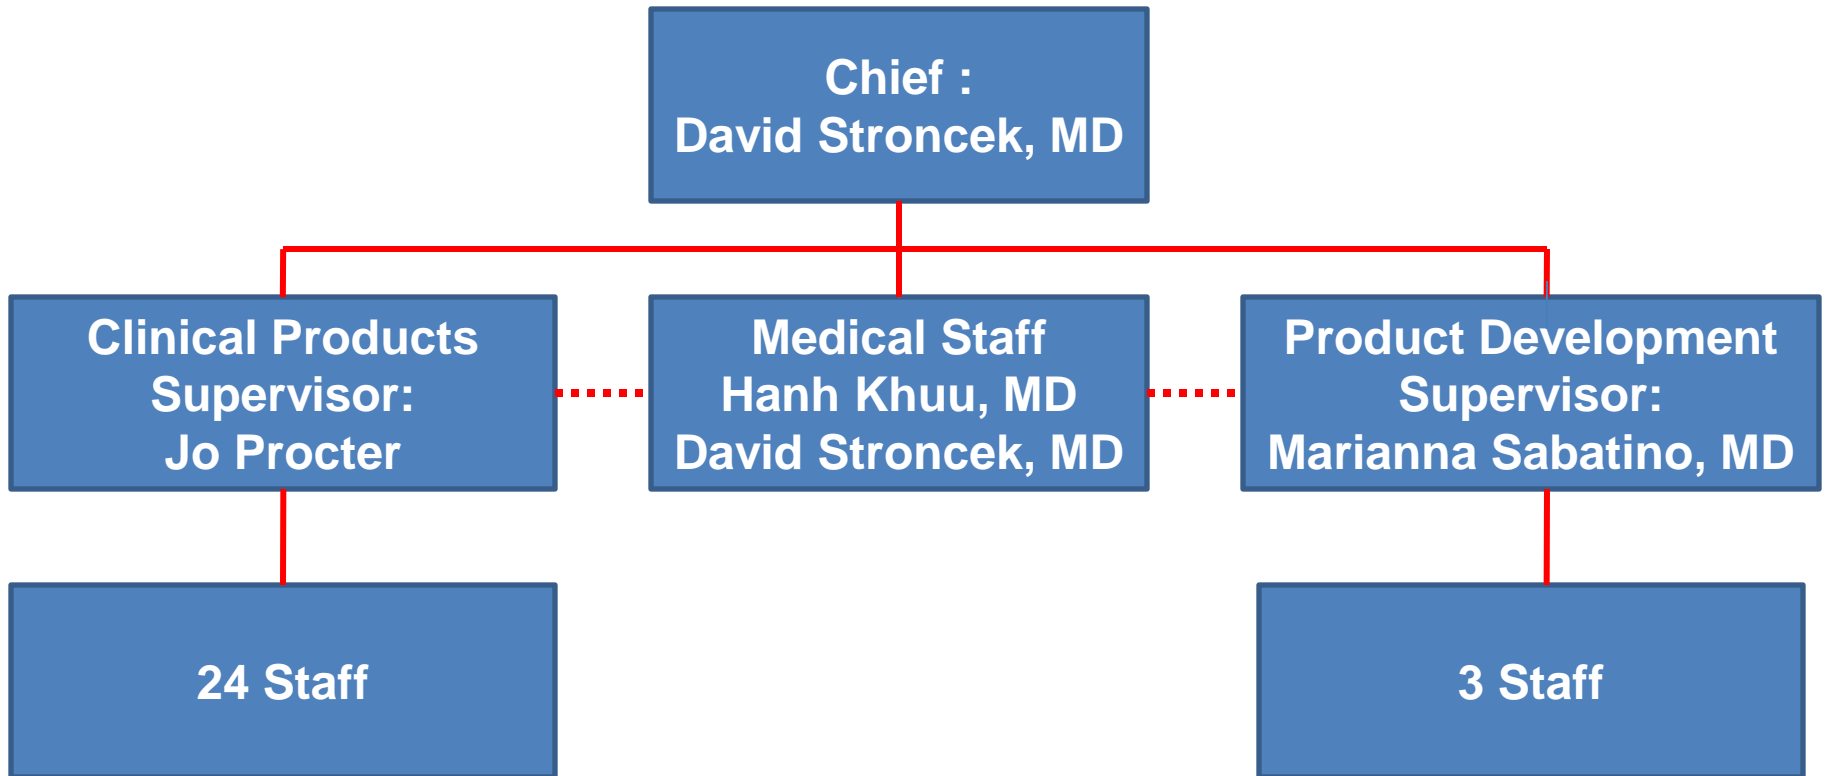 Chief :
David Stroncek, MD
Clinical Products
Supervisor:
Jo Procter
Medical Staff
Hanh Khuu, MD
David Stroncek, MD
Product Development
Supervisor:
Marianna Sabatino, MD
24 Staff
3 Staff